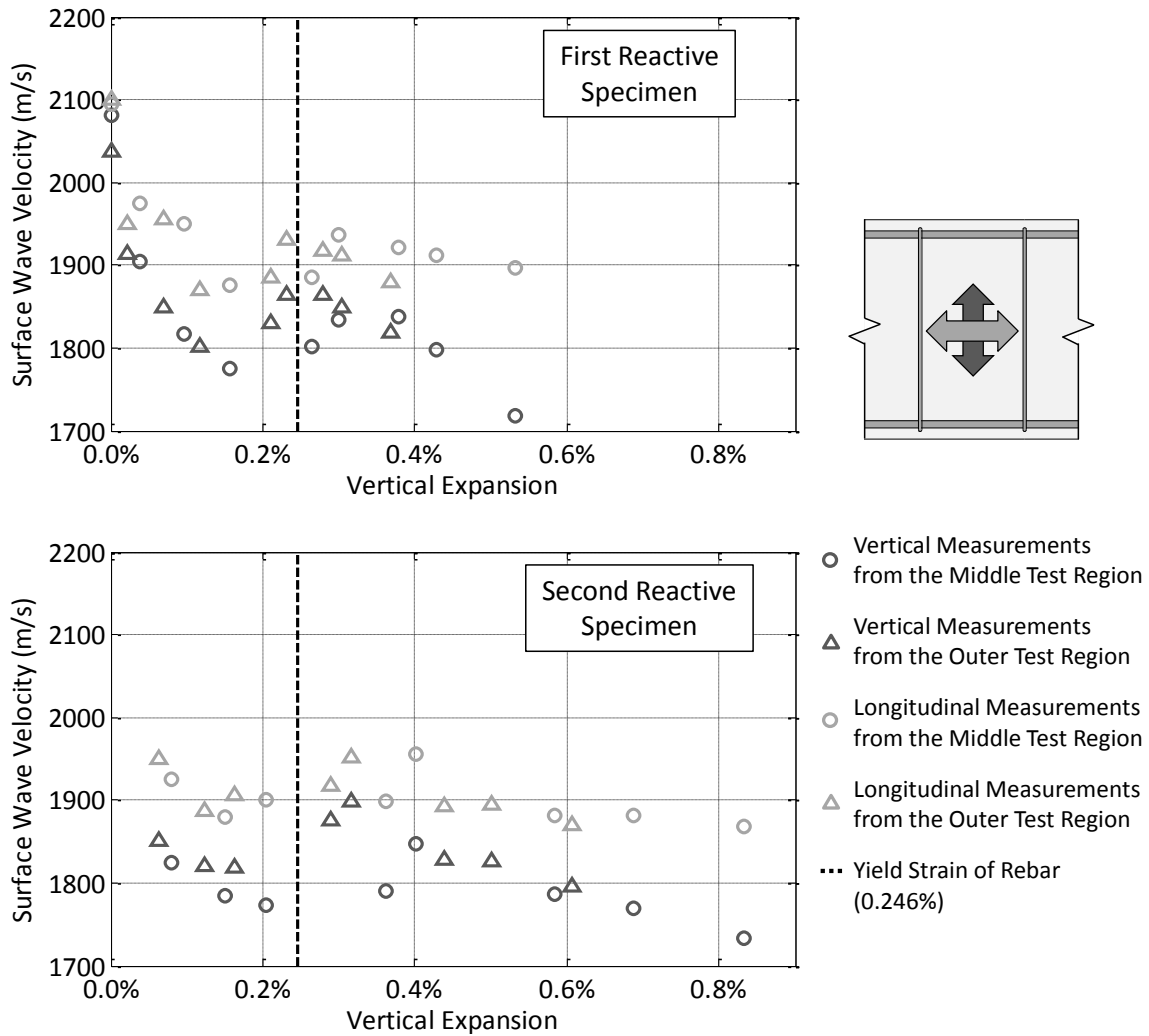 2200
2100
2000
1900
1800
1700
Surface Wave Velocity (m/s)
First Reactive
Specimen
0.0%
0.2%
0.4%
0.6%
0.8%
Vertical Expansion
2200
2100
2000
1900
1800
1700
Surface Wave Velocity (m/s)
Second Reactive
Specimen
0.0%
0.2%
0.4%
0.6%
0.8%
Vertical Expansion
Vertical Measurements
from the Middle Test Region
Vertical Measurements
from the Outer Test Region
Longitudinal Measurements
from the Middle Test Region
Longitudinal Measurements
from the Outer Test Region
Yield Strain of Rebar
(0.246%)